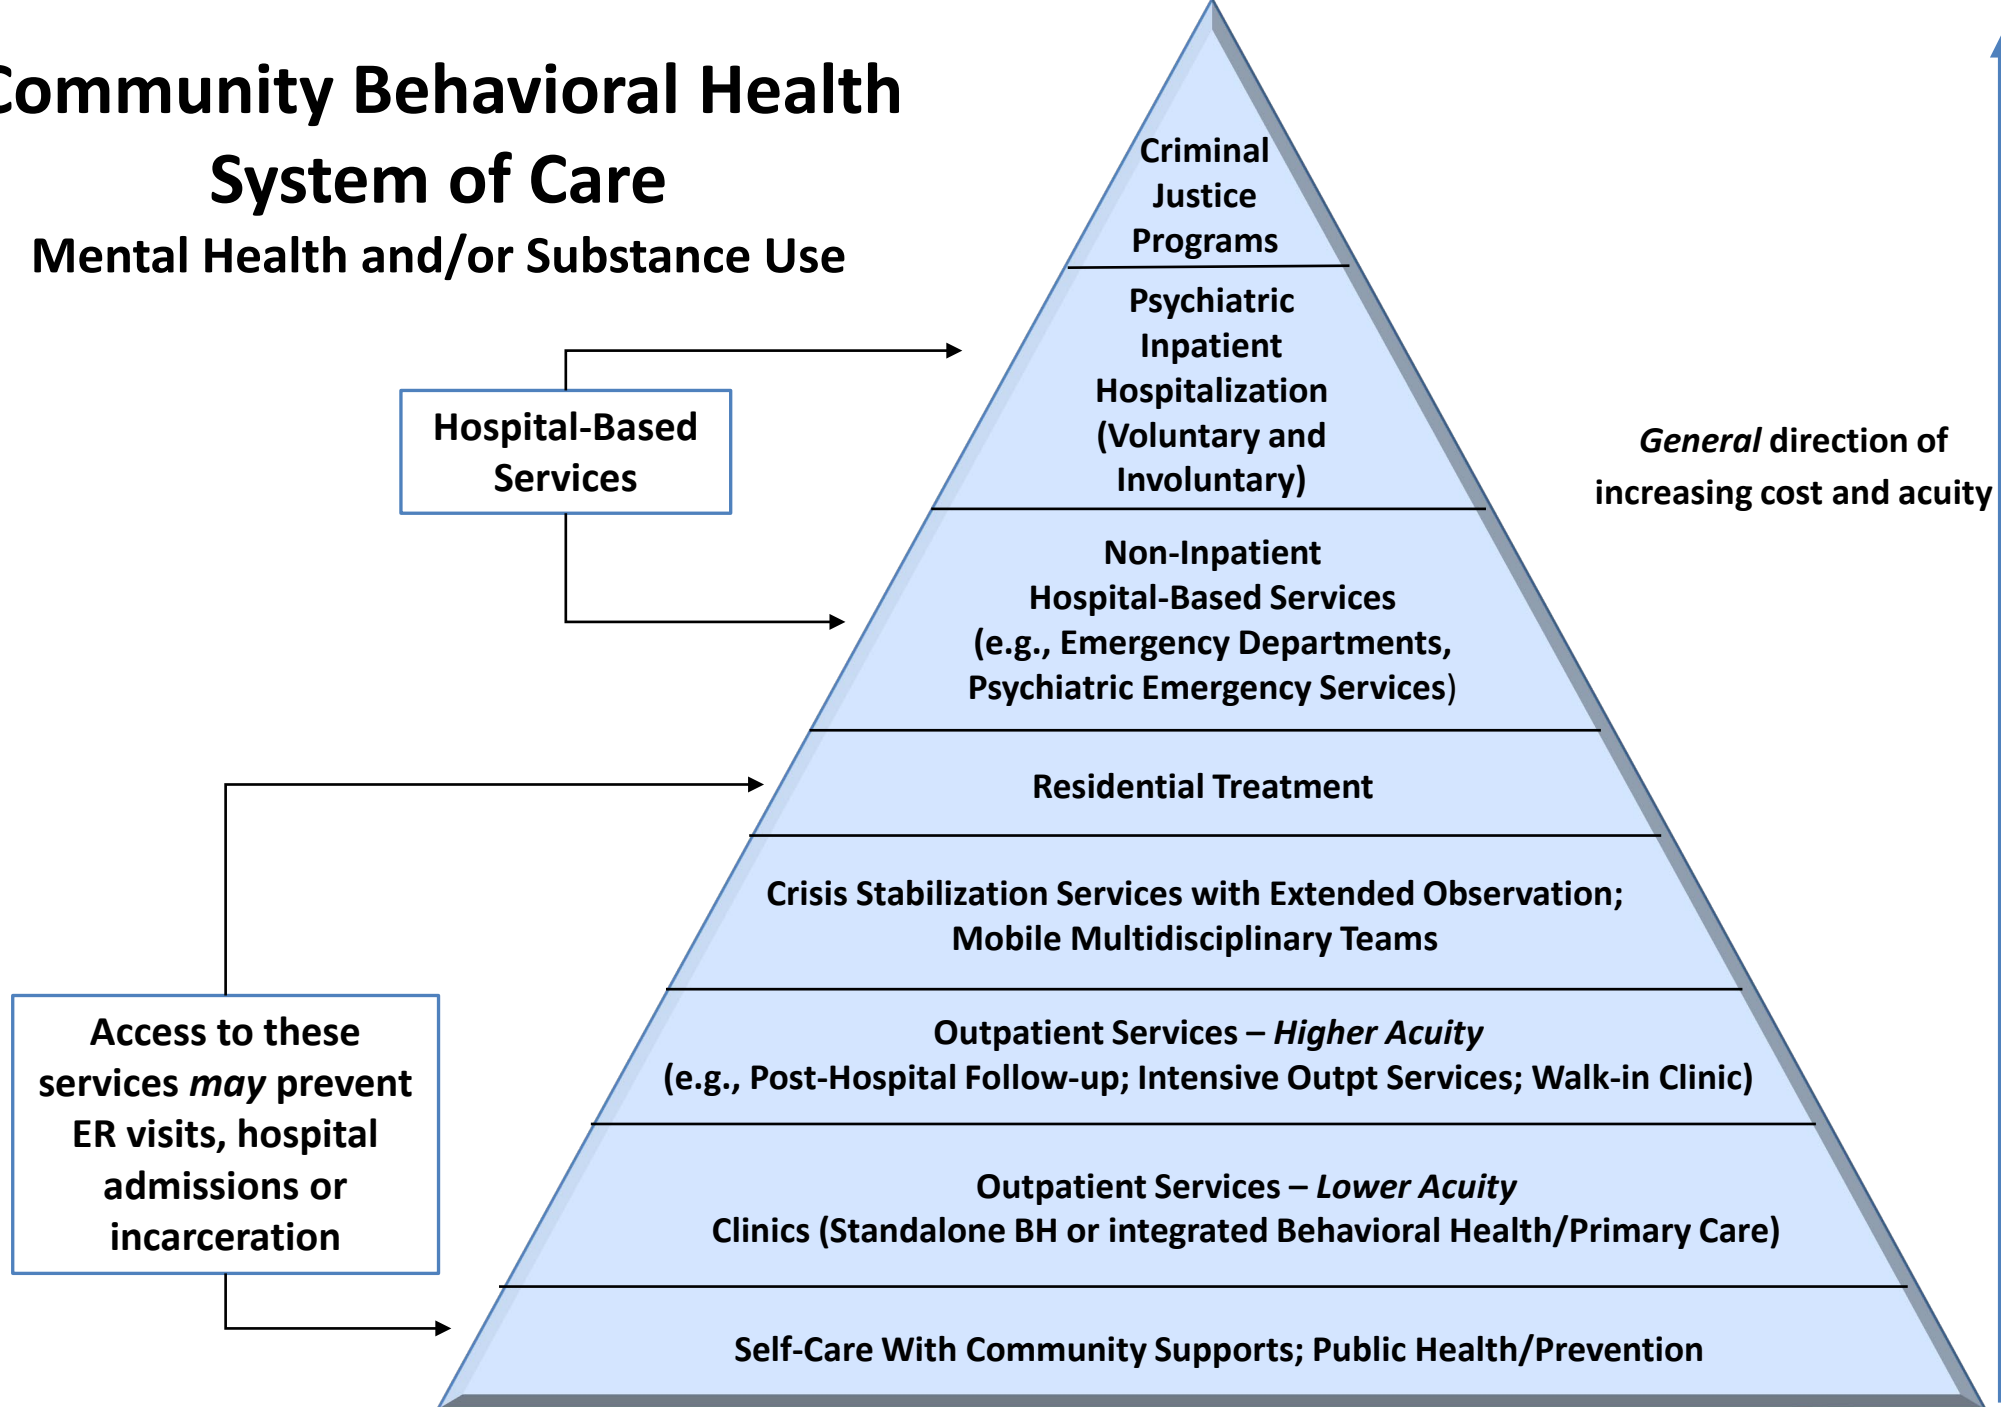 Community Behavioral Health
System of Care
Mental Health and/or Substance Use
Criminal
Justice
Programs
Psychiatric
Inpatient
Hospitalization
(Voluntary and
Involuntary)
Hospital-Based
Services
General direction of
increasing cost and acuity
Non-Inpatient
Hospital-Based Services
(e.g., Emergency Departments,
Psychiatric Emergency Services)
Residential Treatment
Crisis Stabilization Services with Extended Observation;
Mobile Multidisciplinary Teams
Access to these
services may prevent
ER visits, hospital
admissions or
incarceration
Outpatient Services – Higher Acuity
(e.g., Post-Hospital Follow-up; Intensive Outpt Services; Walk-in Clinic)
Outpatient Services – Lower Acuity
Clinics (Standalone BH or integrated Behavioral Health/Primary Care)
Self-Care With Community Supports; Public Health/Prevention